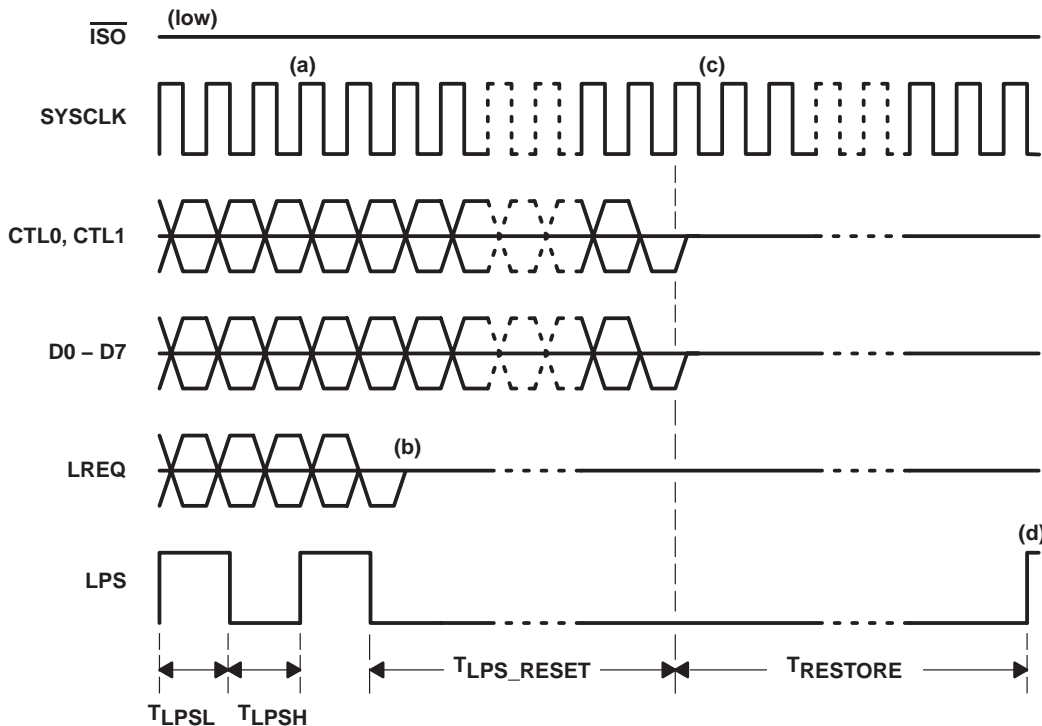 (low)
ISO
(a)
(c)
SYSCLK
CTL0, CTL1
D0 – D7
(b)
LREQ
(d)
LPS
TLPS_RESET
TRESTORE
TLPSL
TLPSH